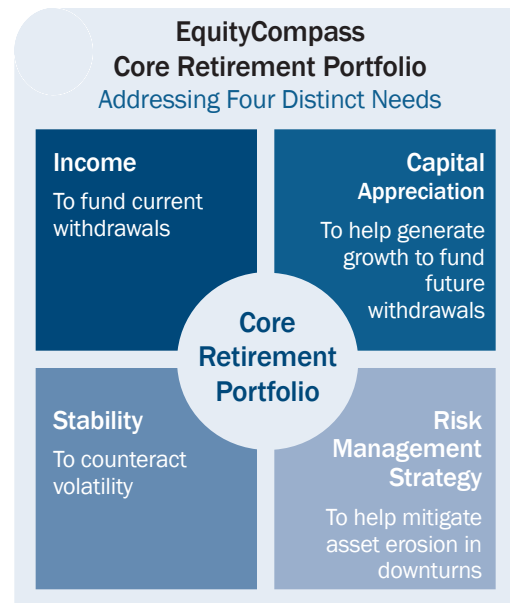 EquityCompass
Core Retirement Portfolio
Addressing Four Distinct Needs
Income
To fund current
withdrawals
Capital
Appreciation
To help generate
growth to fund
future
withdrawals
Core
Retirement
Portfolio
Stability
To counteract
volatility
Risk
Management
Strategy
To help mitigate
asset erosion in
downturns